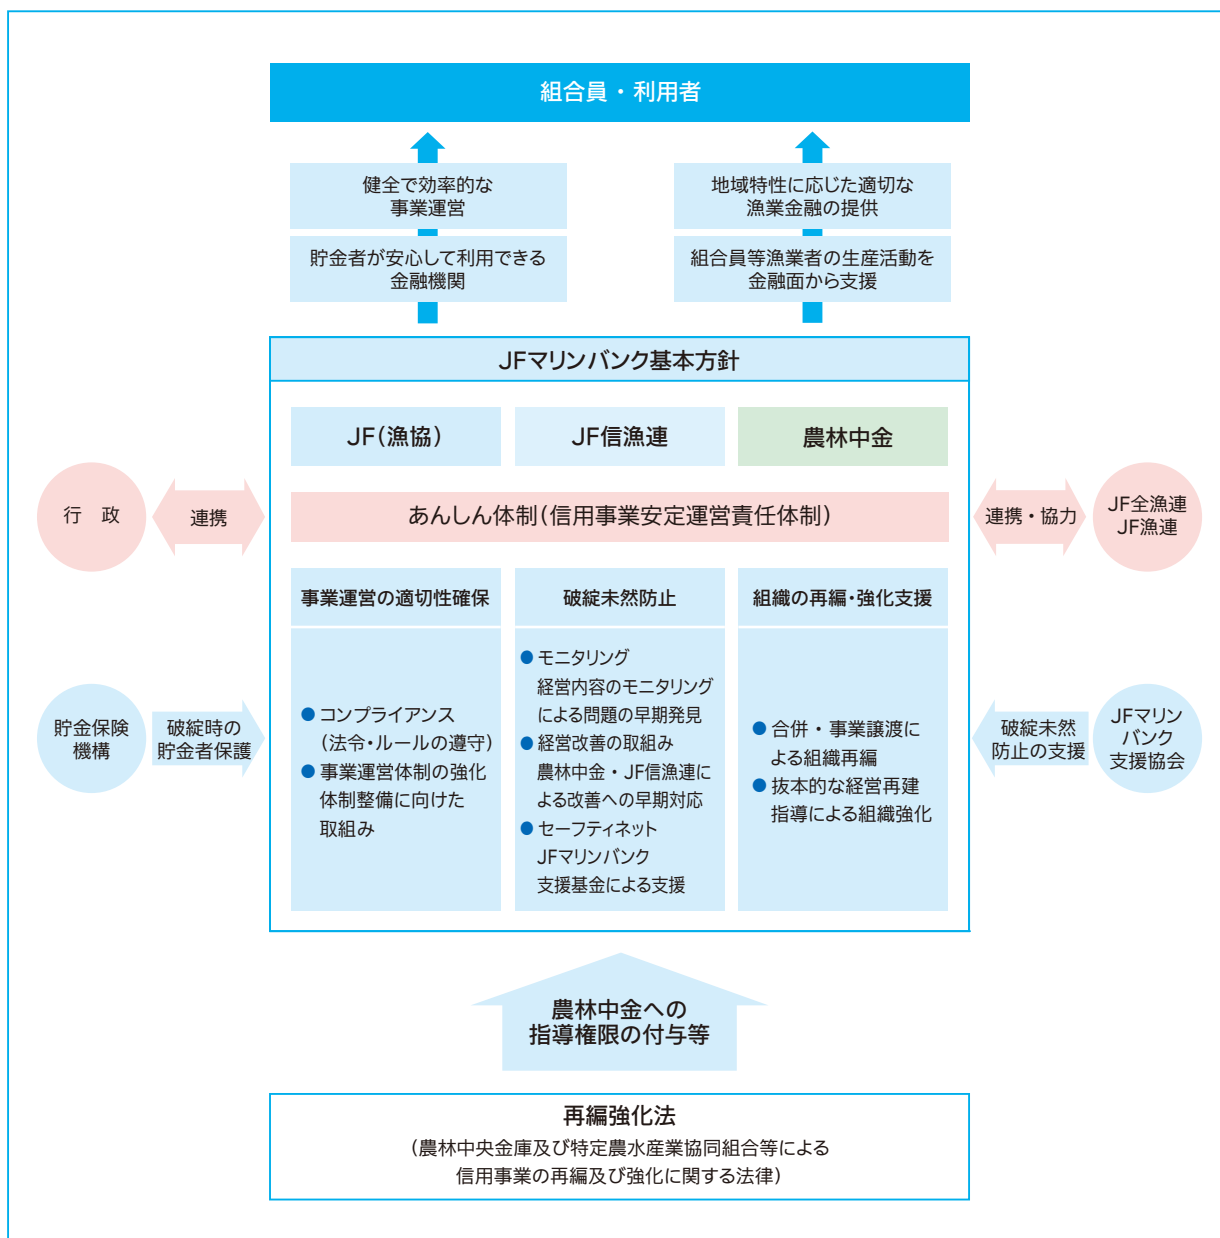 組合員・利用者
健全で効率的な
事業運営
貯金者が安心して利用できる
金融機関
地域特性に応じた適切な
漁業金融の提供
組合員等漁業者の生産活動を
金融面から支援
JFマリンバンク基本方針
JF(漁協)
JF信漁連
農林中金
行　政
連携
あんしん体制(信用事業安定運営責任体制)
連携・協力
JF全漁連
JF漁連
事業運営の適切性確保
● コンプライアンス
(法令・ルールの遵守)
● 事業運営体制の強化
体制整備に向けた
取組み
破綻未然防止
● モニタリング
経営内容のモニタリング
による問題の早期発見
● 経営改善の取組み
農林中金・JF信漁連に
よる改善への早期対応
● セーフティネット
JFマリンバンク
支援基金による支援
組織の再編・強化支援
● 合併・事業譲渡に
よる組織再編
● 抜本的な経営再建
指導による組織強化
貯金保険
機構
破綻時の
貯金者保護
破綻未然
防止の支援
JFマリン
バンク
支援協会
農林中金への
指導権限の付与等
再編強化法
(農林中央金庫及び特定農水産業協同組合等による
信用事業の再編及び強化に関する法律)